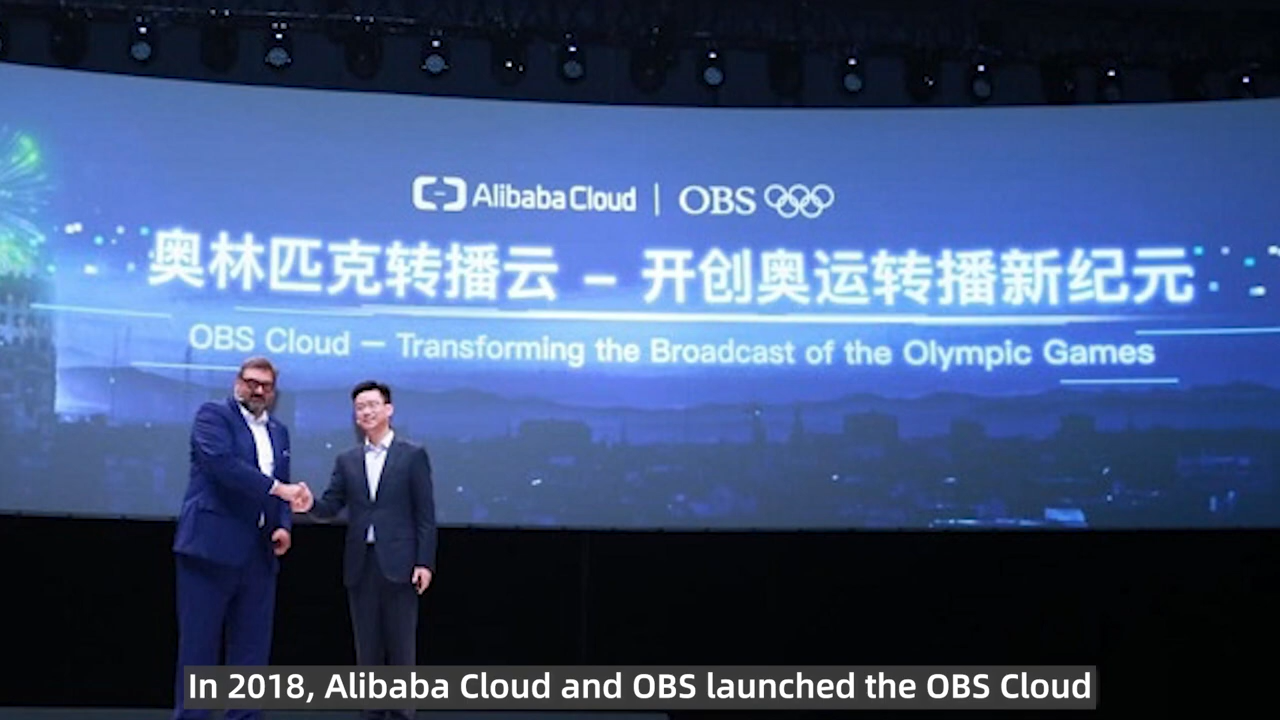 Alibaba Cloud | OBS
奥林匹克转播云 – 开创奥运转播新纪元
OBS Cloud — Transforming the Broadcast of the Olympic Games
In 2018, Alibaba Cloud and OBS launched the OBS Cloud